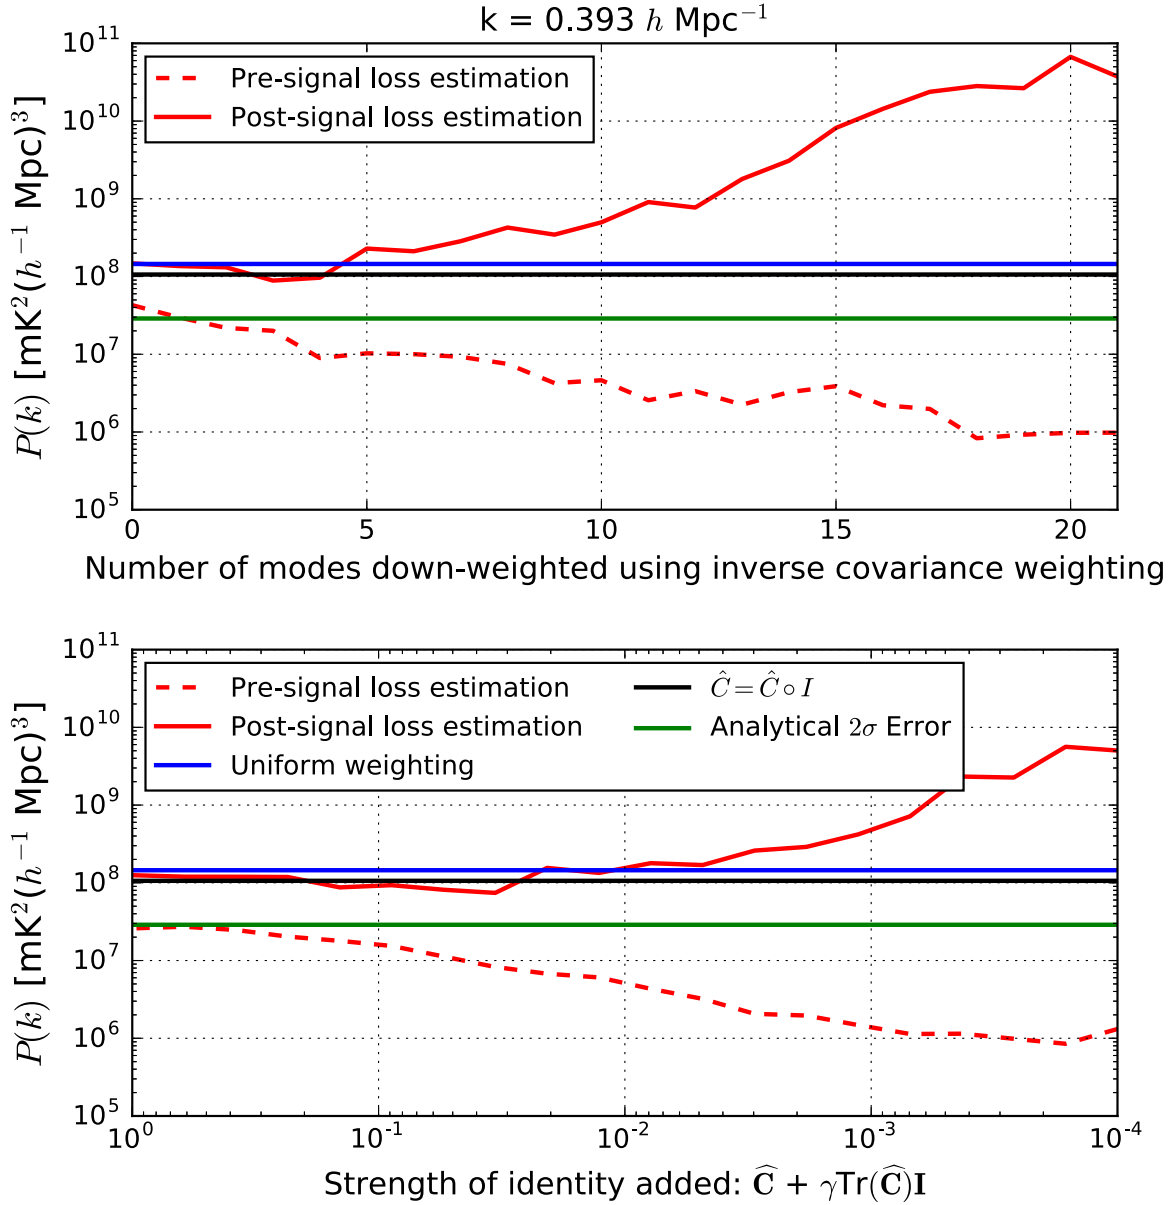 k = 0.393 h Mpc⁻¹
10¹¹
10¹⁰
10⁹
10⁸
10⁷
10⁶
10⁵
P(k) [mK²(h⁻¹ Mpc)³]
Pre-signal loss estimation
Post-signal loss estimation
0 5 10 15 20
Number of modes down-weighted using inverse covariance weighting
10¹¹
10¹⁰
10⁹
10⁸
10⁷
10⁶
10⁵
P(k) [mK²(h⁻¹ Mpc)³]
Pre-signal loss estimation
Post-signal loss estimation
Uniform weighting
Ĉ = Ĉ ∘ I
Analytical 2σ Error
10⁰ 10⁻¹ 10⁻² 10⁻³ 10⁻⁴
Strength of identity added: Ĉ + γTr(Ĉ)I